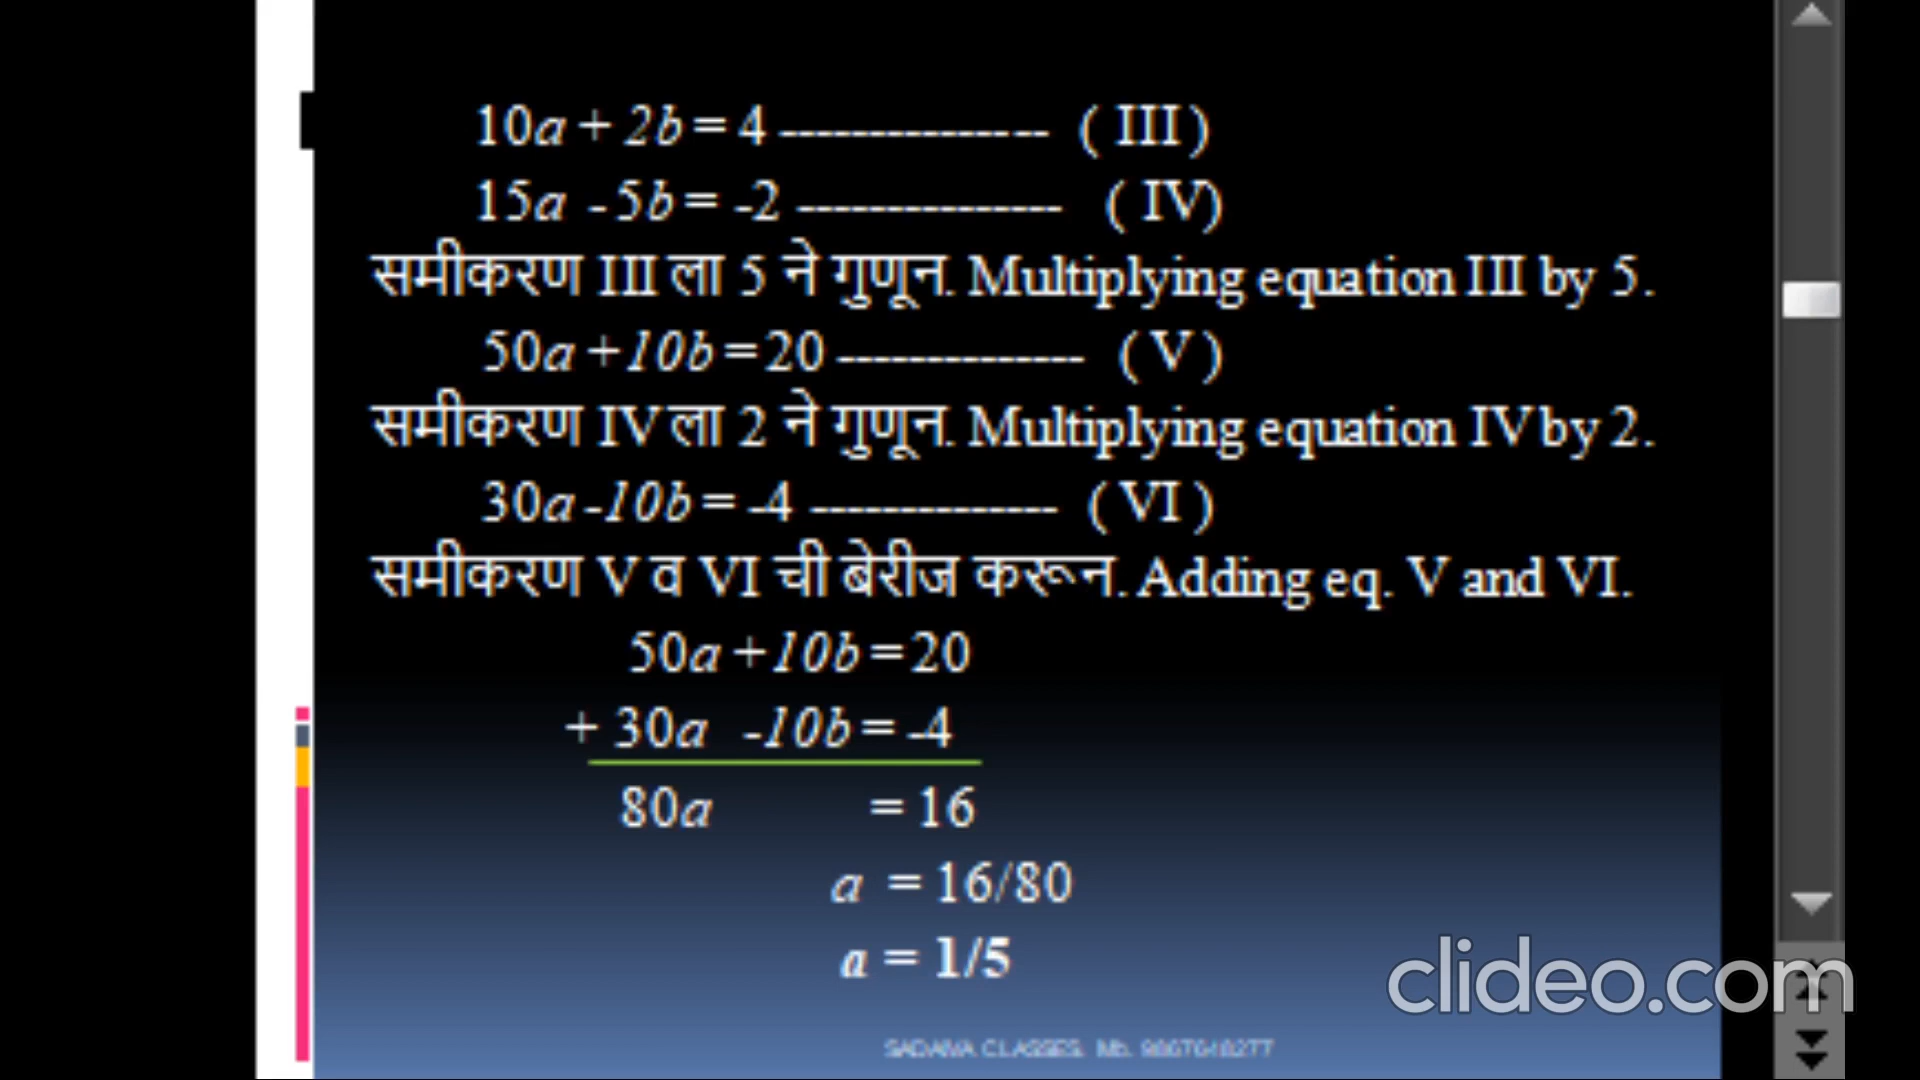 10a + 2b = 4 --------------- ( III )
15a - 5b = -2 --------------- ( IV)
समीकरण III ला 5 ने गुणून. Multiplying equation III by 5.
50a +10b =20 -------------- ( V )
समीकरण IV ला 2 ने गुणून. Multiplying equation IV by 2.
30a -10b = -4 -------------- ( VI )
समीकरण V व VI ची बेरीज करून. Adding eq. V and VI.
50a +10b =20
+ 30a -10b = -4
80a = 16
a = 16/80
a = 1/5
clideo.com
CLASSES. Mb.